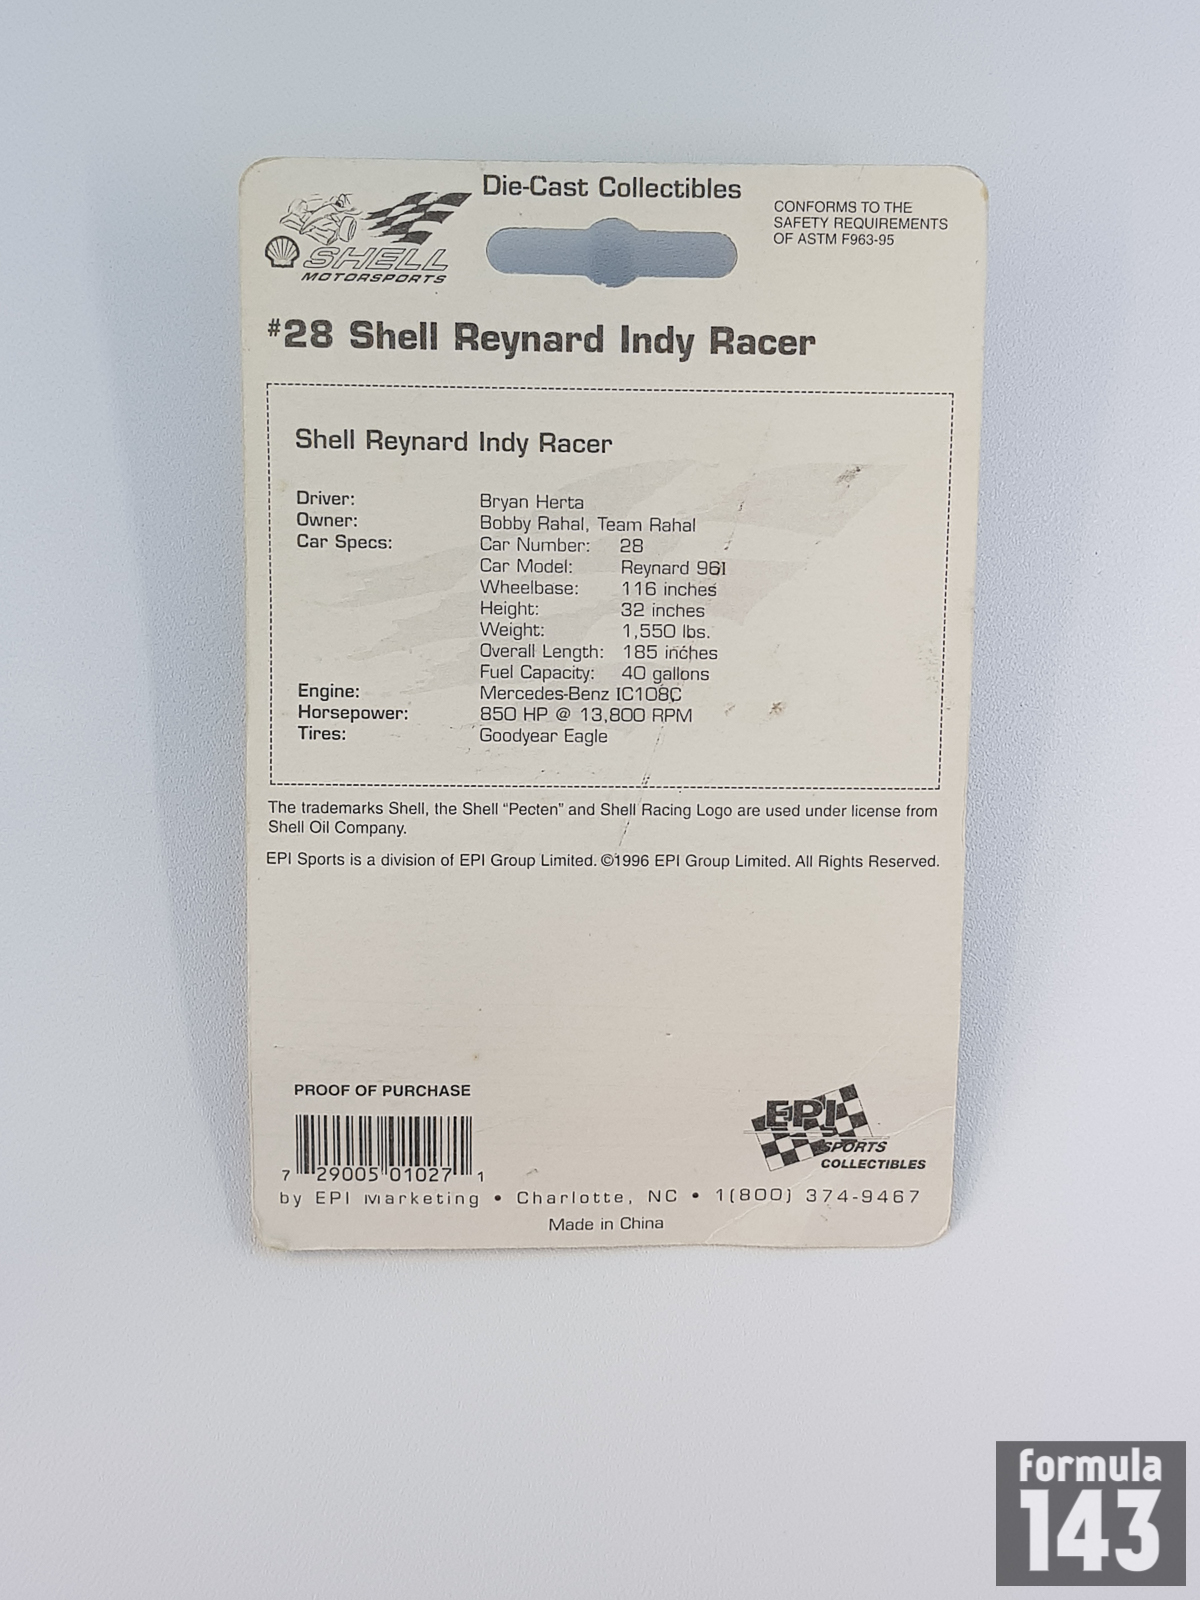 Die-Cast Collectibles
CONFORMS TO THE
SAFETY REQUIREMENTS
OF ASTM F963-95
SHELL
MOTORSPORTS
#28 Shell Reynard Indy Racer
Shell Reynard Indy Racer
Driver: Bryan Herta
Owner: Bobby Rahal, Team Rahal
Car Specs: Car Number: 28
Car Model: Reynard 96I
Wheelbase: 116 inches
Height: 32 inches
Weight: 1,550 lbs.
Overall Length: 185 inches
Fuel Capacity: 40 gallons
Engine: Mercedes-Benz IC108C
Horsepower: 850 HP @ 13,800 RPM
Tires: Goodyear Eagle
The trademarks Shell, the Shell "Pecten" and Shell Racing Logo are used under license from
Shell Oil Company.
EPI Sports is a division of EPI Group Limited. ©1996 EPI Group Limited. All Rights Reserved.
PROOF OF PURCHASE
7 29005 01027 1
EPI
SPORTS
COLLECTIBLES
by EPI Marketing • Charlotte, NC • 1(800) 374-9467
Made in China
formula
143